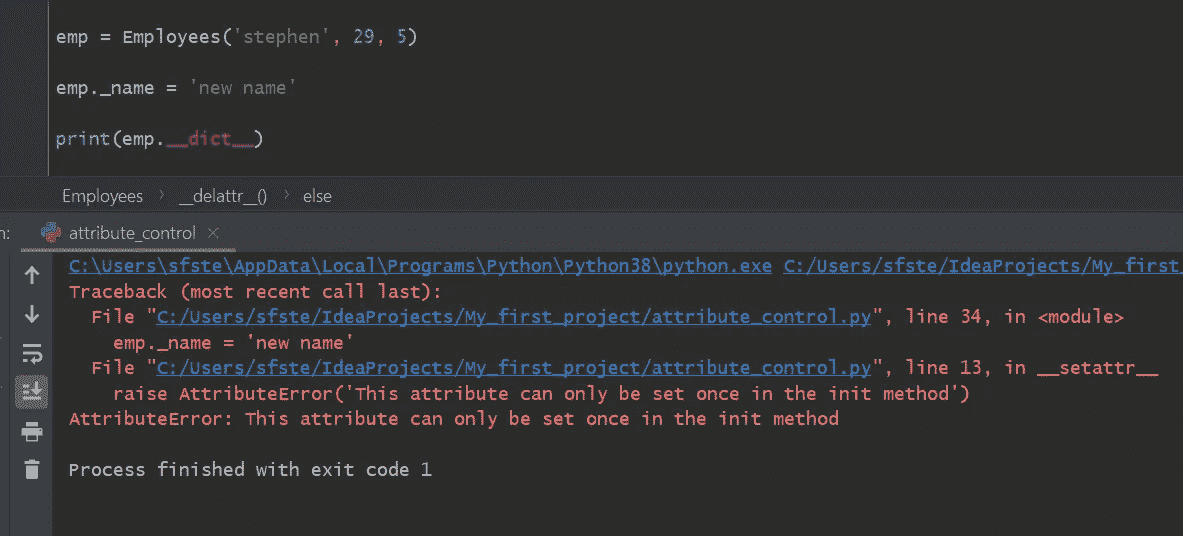 emp = Employees('stephen', 29, 5)
emp._name = 'new name'
print(emp.__dict__)
Employees > __delattr__() > else
n: attribute_control ×
C:\Users\sfste\AppData\Local\Programs\Python\Python38\python.exe C:/Users/sfste/IdeaProjects/My_first_
Traceback (most recent call last):
File "C:/Users/sfste/IdeaProjects/My_first_project/attribute_control.py", line 34, in <module>
emp._name = 'new name'
File "C:/Users/sfste/IdeaProjects/My_first_project/attribute_control.py", line 13, in __setattr__
raise AttributeError('This attribute can only be set once in the init method')
AttributeError: This attribute can only be set once in the init method
Process finished with exit code 1